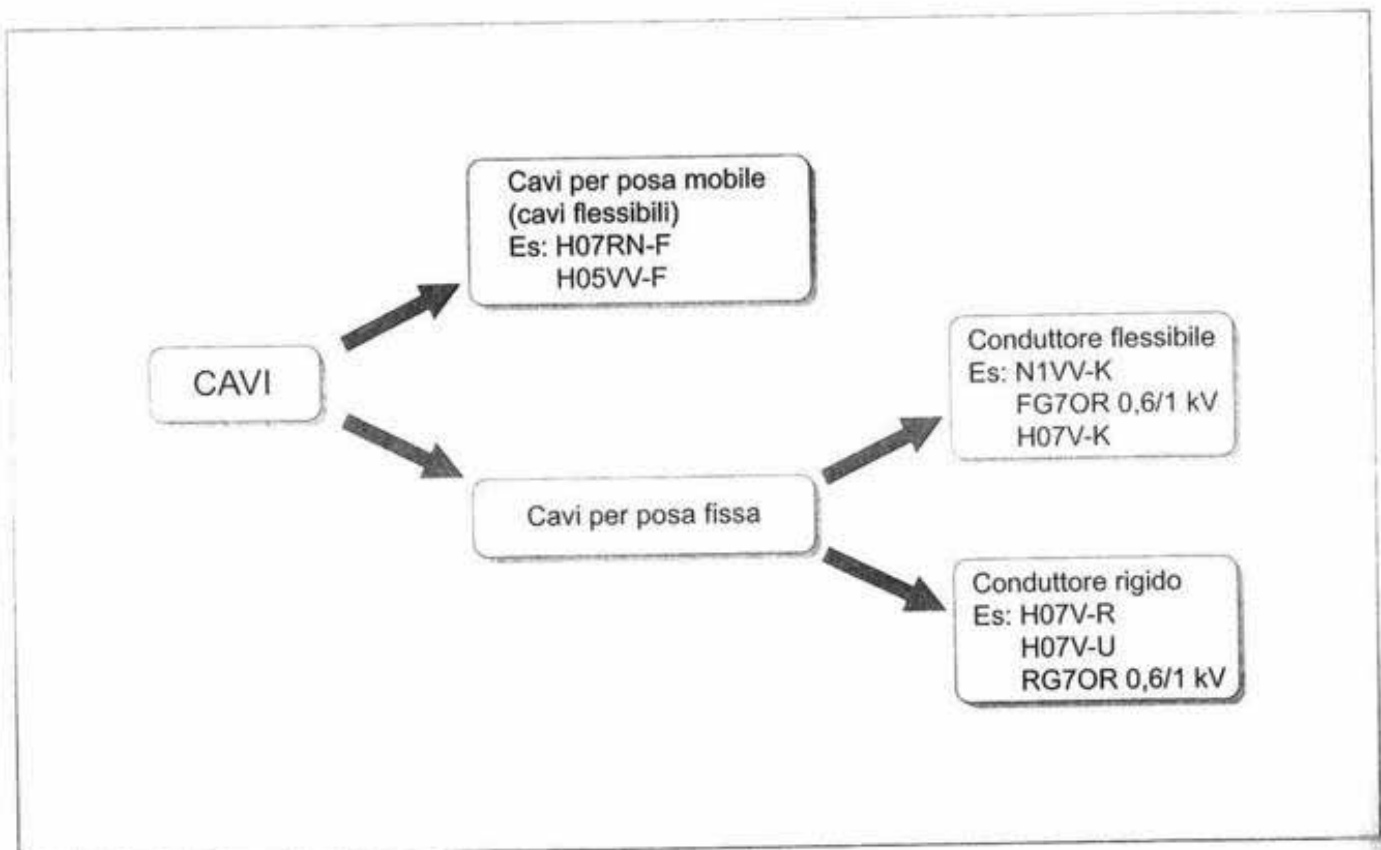 Cavi per posa mobile
(cavi flessibili)
Es: H07RN-F
H05VV-F
CAVI
Conduttore flessibile
Es: N1VV-K
FG7OR 0,6/1 kV
H07V-K
Cavi per posa fissa
Conduttore rigido
Es: H07V-R
H07V-U
RG7OR 0,6/1 kV